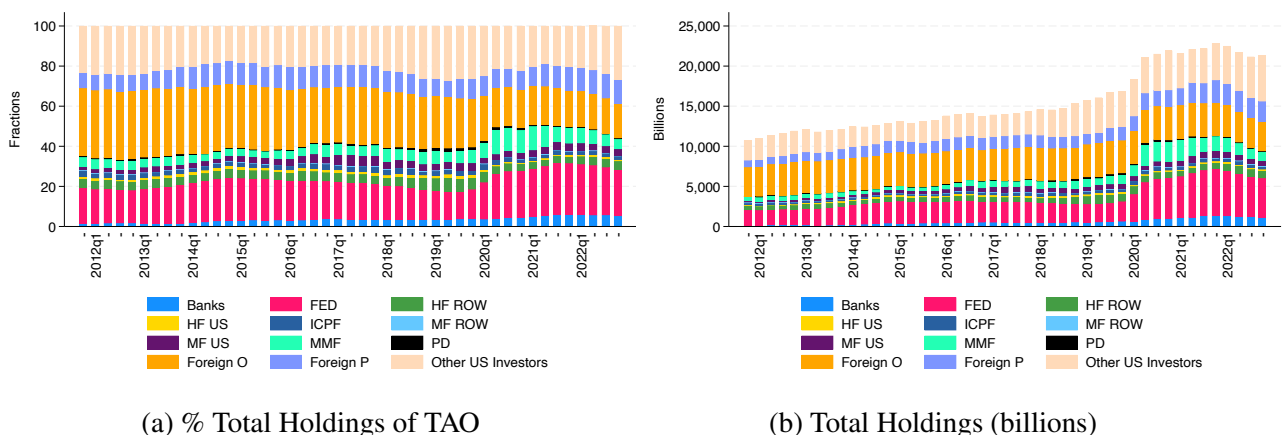 100
80
60
40
20
0
Fractions
2012q1
2013q1
2014q1
2015q1
2016q1
2017q1
2018q1
2019q1
2020q1
2021q1
2022q1
Banks FED HF ROW
HF US ICPF MF ROW
MF US MMF PD
Foreign O Foreign P Other US Investors
(a) % Total Holdings of TAO
25,000
20,000
15,000
10,000
5,000
0
Billions
2012q1
2013q1
2014q1
2015q1
2016q1
2017q1
2018q1
2019q1
2020q1
2021q1
2022q1
Banks FED HF ROW
HF US ICPF MF ROW
MF US MMF PD
Foreign O Foreign P Other US Investors
(b) Total Holdings (billions)